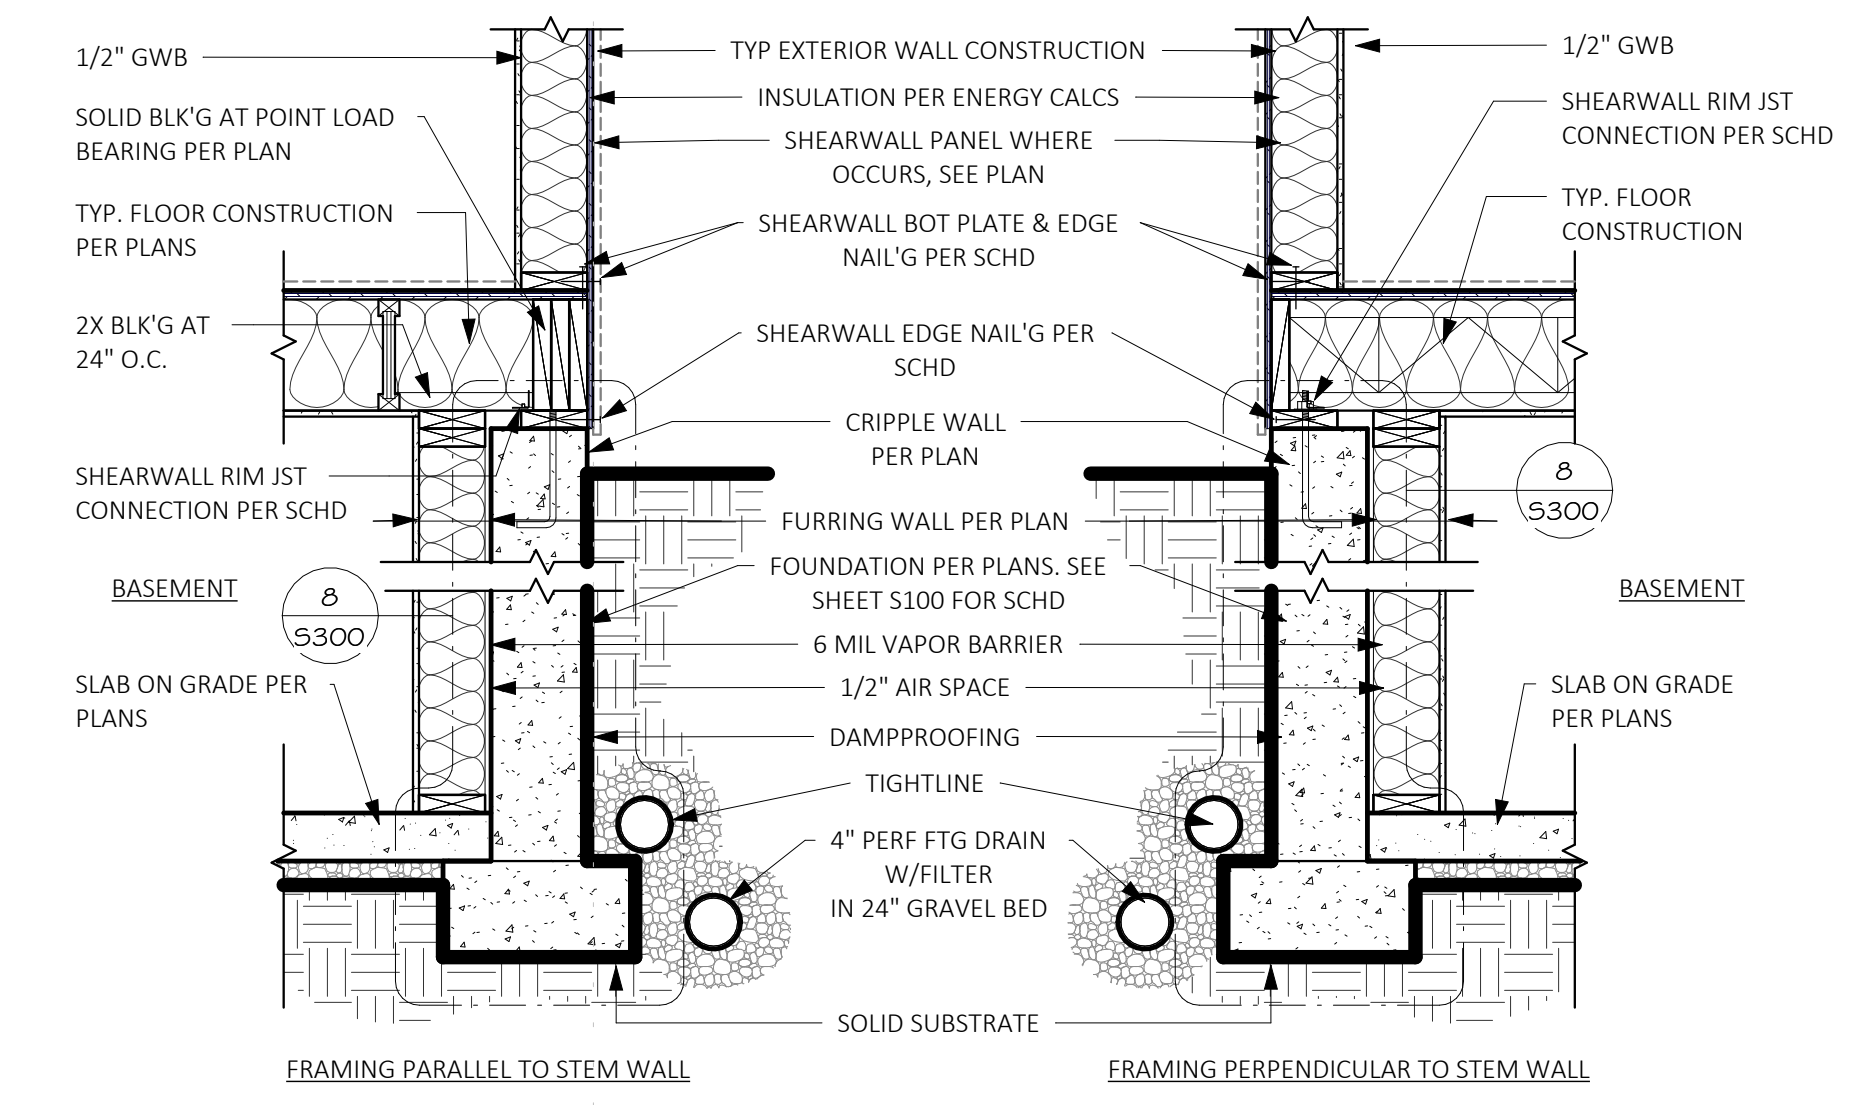 1/2" GWB
SOLID BLK'G AT POINT LOAD
BEARING PER PLAN
TYP. FLOOR CONSTRUCTION
PER PLANS
2X BLK'G AT
24" O.C.
SHEARWALL RIM JST
CONNECTION PER SCHD
BASEMENT
8
S300
SLAB ON GRADE PER
PLANS
TYP EXTERIOR WALL CONSTRUCTION
INSULATION PER ENERGY CALCS
SHEARWALL PANEL WHERE
OCCURS, SEE PLAN
SHEARWALL BOT PLATE & EDGE
NAIL'G PER SCHD
SHEARWALL EDGE NAIL'G PER
SCHD
CRIPPLE WALL
PER PLAN
FURRING WALL PER PLAN
FOUNDATION PER PLANS. SEE
SHEET S100 FOR SCHD
6 MIL VAPOR BARRIER
1/2" AIR SPACE
DAMPPROOFING
TIGHTLINE
4" PERF FTG DRAIN
W/FILTER
IN 24" GRAVEL BED
SOLID SUBSTRATE
1/2" GWB
SHEARWALL RIM JST
CONNECTION PER SCHD
TYP. FLOOR
CONSTRUCTION
8
S300
BASEMENT
SLAB ON GRADE
PER PLANS
FRAMING PARALLEL TO STEM WALL
FRAMING PERPENDICULAR TO STEM WALL